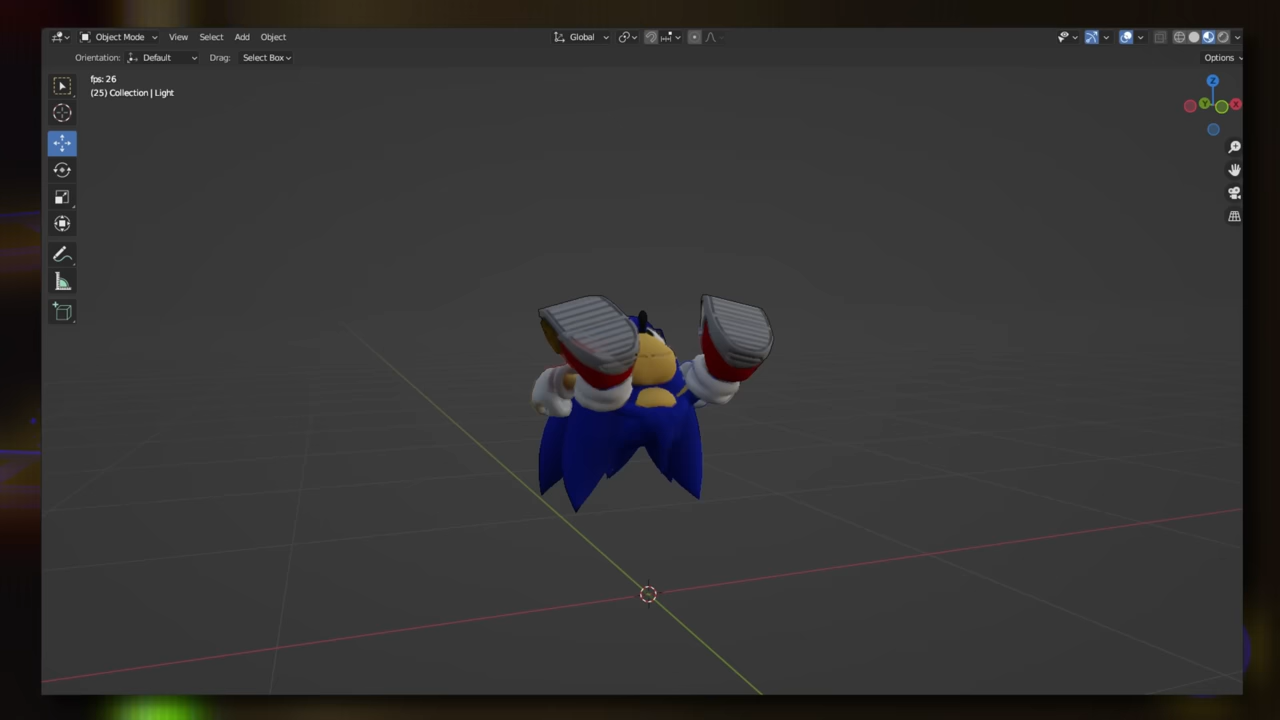 Object Mode View Select Add Object Global
Orientation: Default Drag: Select Box Options
fps: 26
(25) Collection | Light
Z
Y X